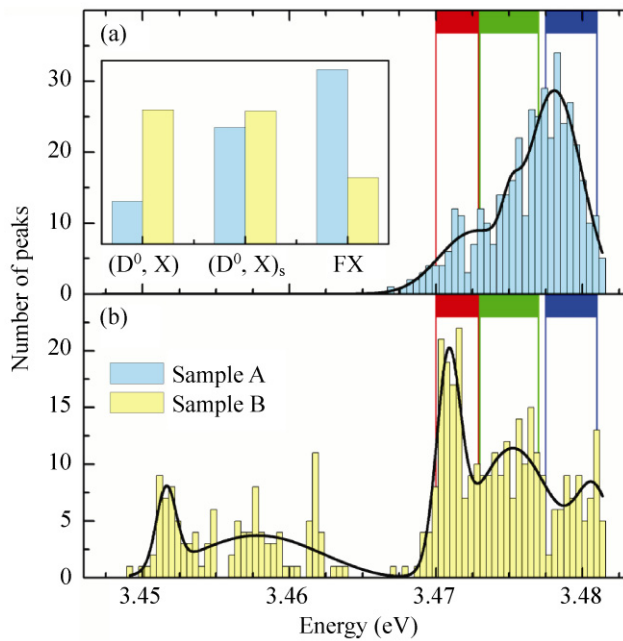 (a)
30
20
10
0
(D⁰, X) (D⁰, X)ₛ FX
Number of peaks
(b)
Sample A
Sample B
20
15
10
5
0
3.45 3.46 3.47 3.48
Energy (eV)